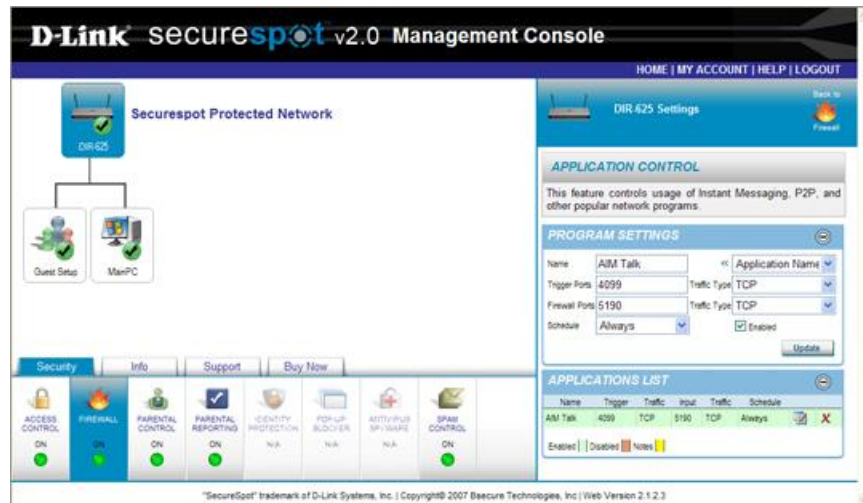 D-Link securespot v2.0 Management Console
HOME | MY ACCOUNT | HELP | LOGOUT
DIR-625
Securespot Protected Network
Guest Setup
MainPC
DIR-625 Settings
Back to
Firewall
APPLICATION CONTROL
This feature controls usage of Instant Messaging, P2P, and
other popular network programs.
PROGRAM SETTINGS
Name AIM Talk << Application Name
Trigger Ports 4099 Traffic Type TCP
Firewall Ports 5190 Traffic Type TCP
Schedule Always Enabled
Update
APPLICATIONS LIST
Name Trigger Traffic Input Traffic Schedule
AIM Talk 4099 TCP 5190 TCP Always X
Enabled Disabled Notes
Security Info Support Buy Now
ACCESS CONTROL ON
FIREWALL ON
PARENTAL CONTROL ON
PARENTAL REPORTING ON
IDENTITY PROTECTION N/A
POP-UP BLOCKER N/A
ANTIVIRUS SPYWARE N/A
SPAM CONTROL ON
"SecureSpot" trademark of D-Link Systems, Inc. | Copyright© 2007 Bsecure Technologies, Inc | Web Version 2.1.2.3